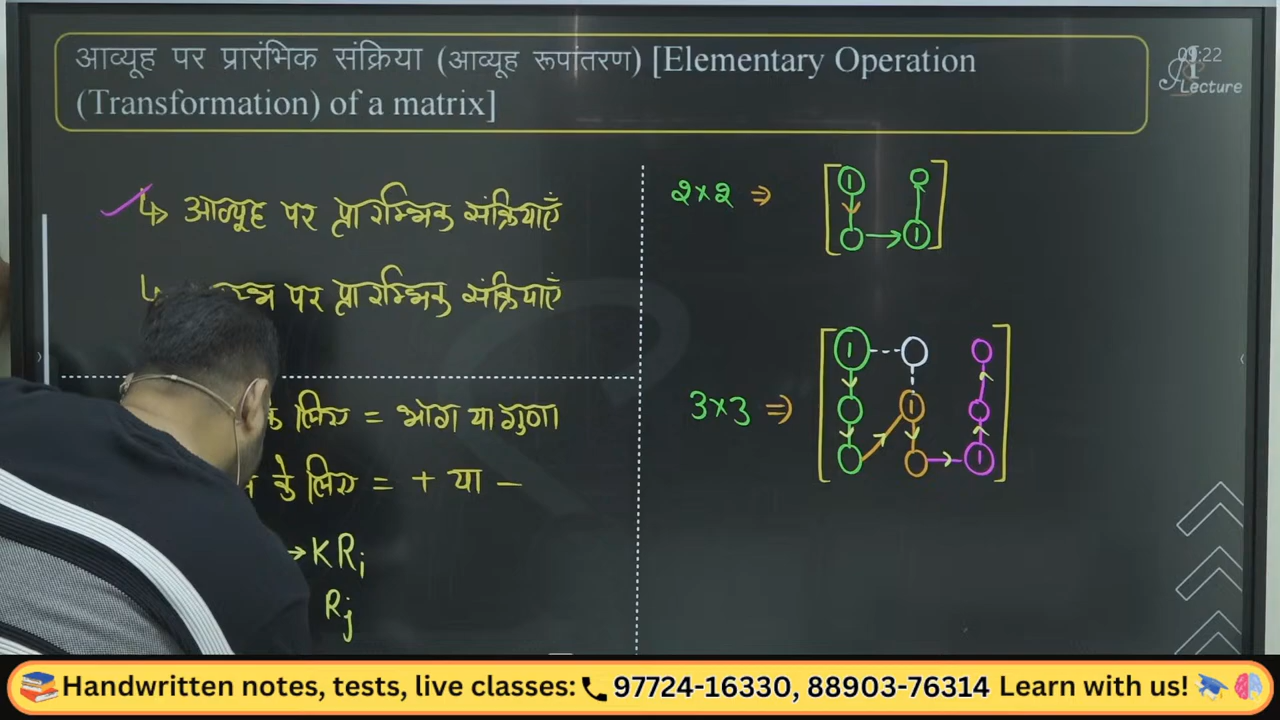 आव्यूह पर प्रारंभिक संक्रिया (आव्यूह रूपांतरण) [Elementary Operation
(Transformation) of a matrix]
09:22
Lecture
↳ आव्यूह पर प्रारम्भिक संक्रियाएँ
पर प्रारम्भिक संक्रियाएँ
के लिए = भाग या गुणा
के लिए = + या −
→ KRi
Rj
2×2 ⇒
1
1
3×3 ⇒
1
1
1
Handwritten notes, tests, live classes: 97724-16330, 88903-76314 Learn with us!